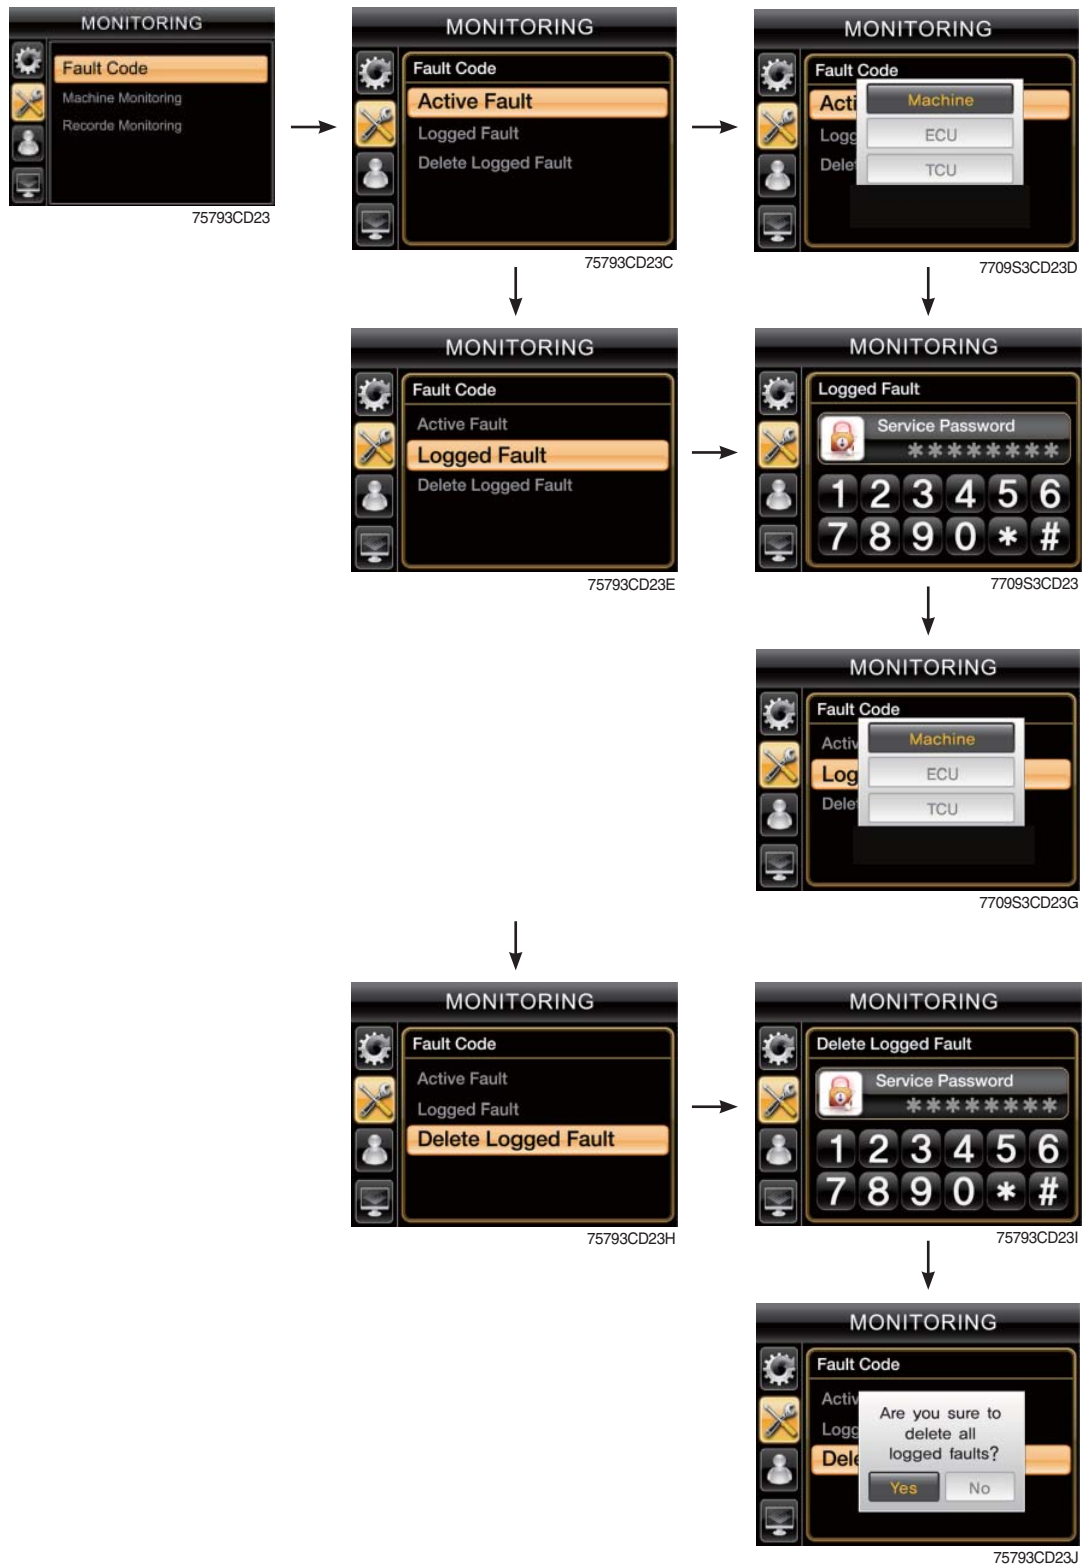 MONITORING
Fault Code
Machine Monitoring
Recorde Monitoring
75793CD23
MONITORING
Fault Code
Active Fault
Logged Fault
Delete Logged Fault
75793CD23C
MONITORING
Fault Code
Acti
Machine
Logg
ECU
Dele
TCU
7709S3CD23D
MONITORING
Fault Code
Active Fault
Logged Fault
Delete Logged Fault
75793CD23E
MONITORING
Logged Fault
Service Password
********
1 2 3 4 5 6
7 8 9 0 * #
7709S3CD23
MONITORING
Fault Code
Activ
Machine
Log
ECU
Dele
TCU
7709S3CD23G
MONITORING
Fault Code
Active Fault
Logged Fault
Delete Logged Fault
75793CD23H
MONITORING
Delete Logged Fault
Service Password
********
1 2 3 4 5 6
7 8 9 0 * #
75793CD23I
MONITORING
Fault Code
Activ
Logg
Dele
Are you sure to
delete all
logged faults?
Yes No
75793CD23J